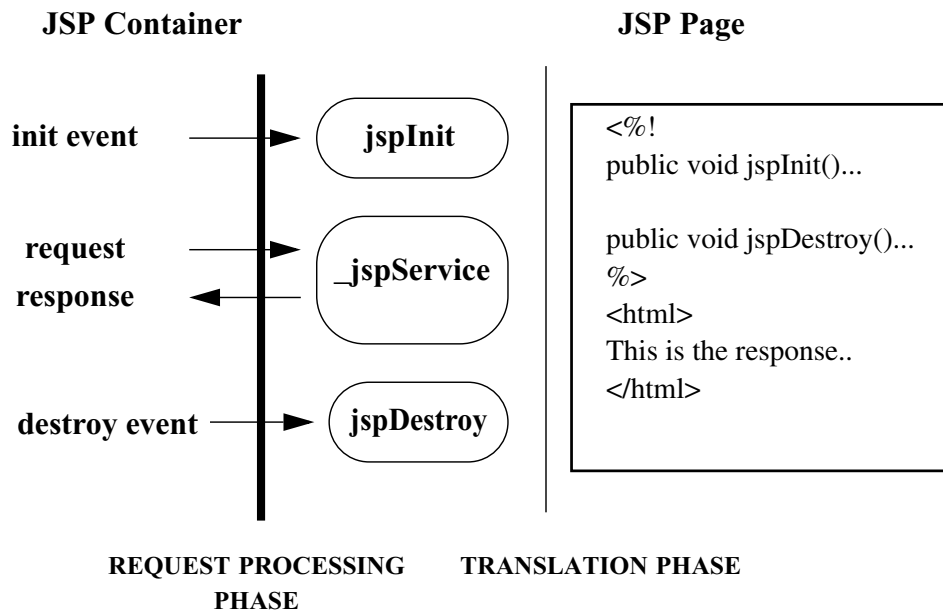 JSP Container
JSP Page
init event
jspInit
request
response
_jspService
destroy event
jspDestroy
<%!
public void jspInit()...
public void jspDestroy()...
%>
<html>
This is the response..
</html>
REQUEST PROCESSING
PHASE
TRANSLATION PHASE